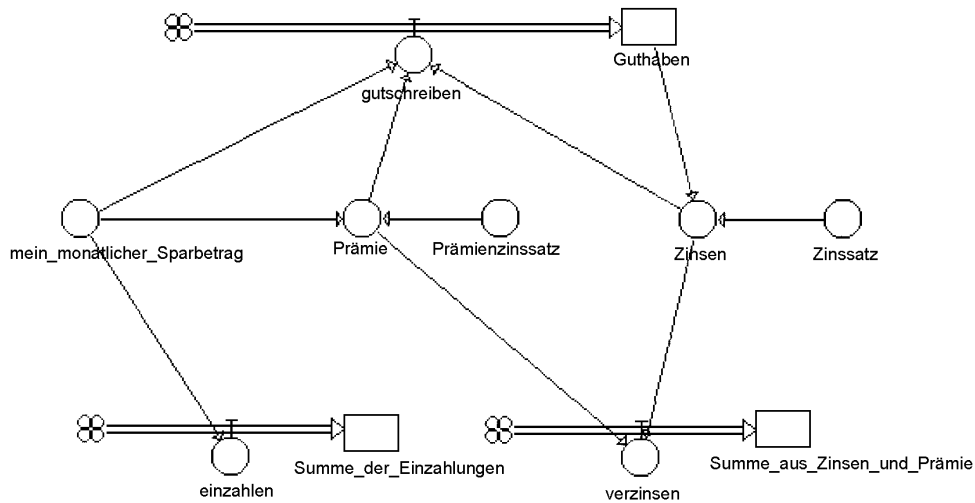 Guthaben
gutschreiben
mein_monatlicher_Sparbetrag
Prämie
Prämienzinssatz
Zinsen
Zinssatz
Summe_der_Einzahlungen
Summe_aus_Zinsen_und_Prämie
einzahlen
verzinsen